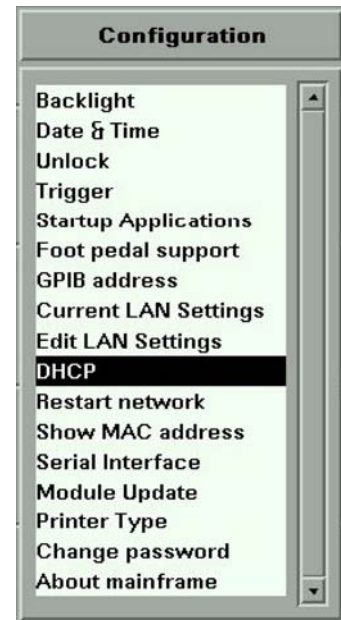 Configuration
Backlight
Date & Time
Unlock
Trigger
Startup Applications
Foot pedal support
GPIB address
Current LAN Settings
Edit LAN Settings
DHCP
Restart network
Show MAC address
Serial Interface
Module Update
Printer Type
Change password
About mainframe